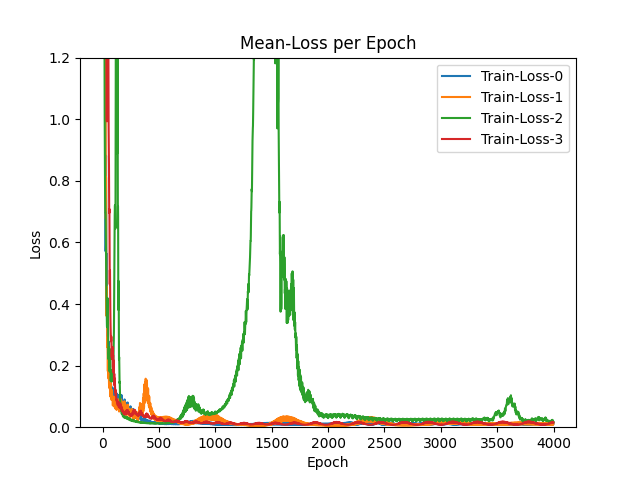 Mean-Loss per Epoch
Train-Loss-0
Train-Loss-1
Train-Loss-2
Train-Loss-3
1.2
1.0
0.8
0.6
0.4
0.2
0.0
Loss
0 500 1000 1500 2000 2500 3000 3500 4000
Epoch